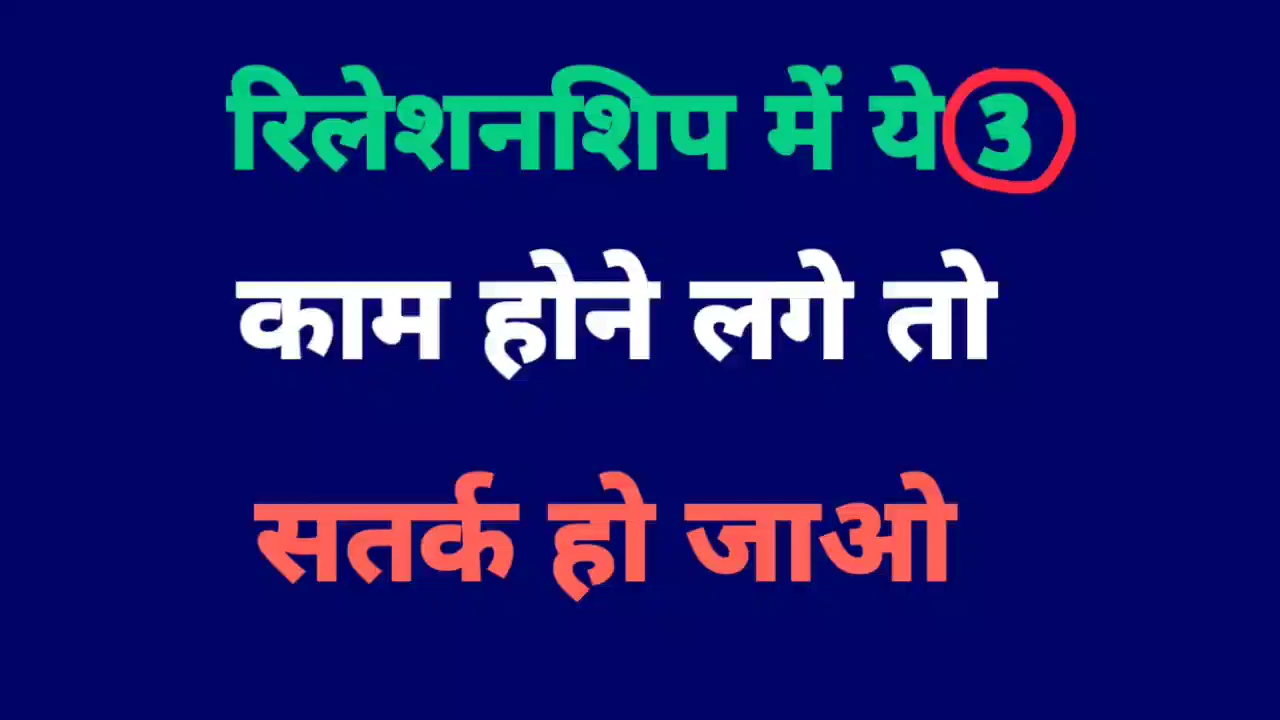 रिलेशनशिप में ये 3
काम होने लगे तो
सतर्क हो जाओ